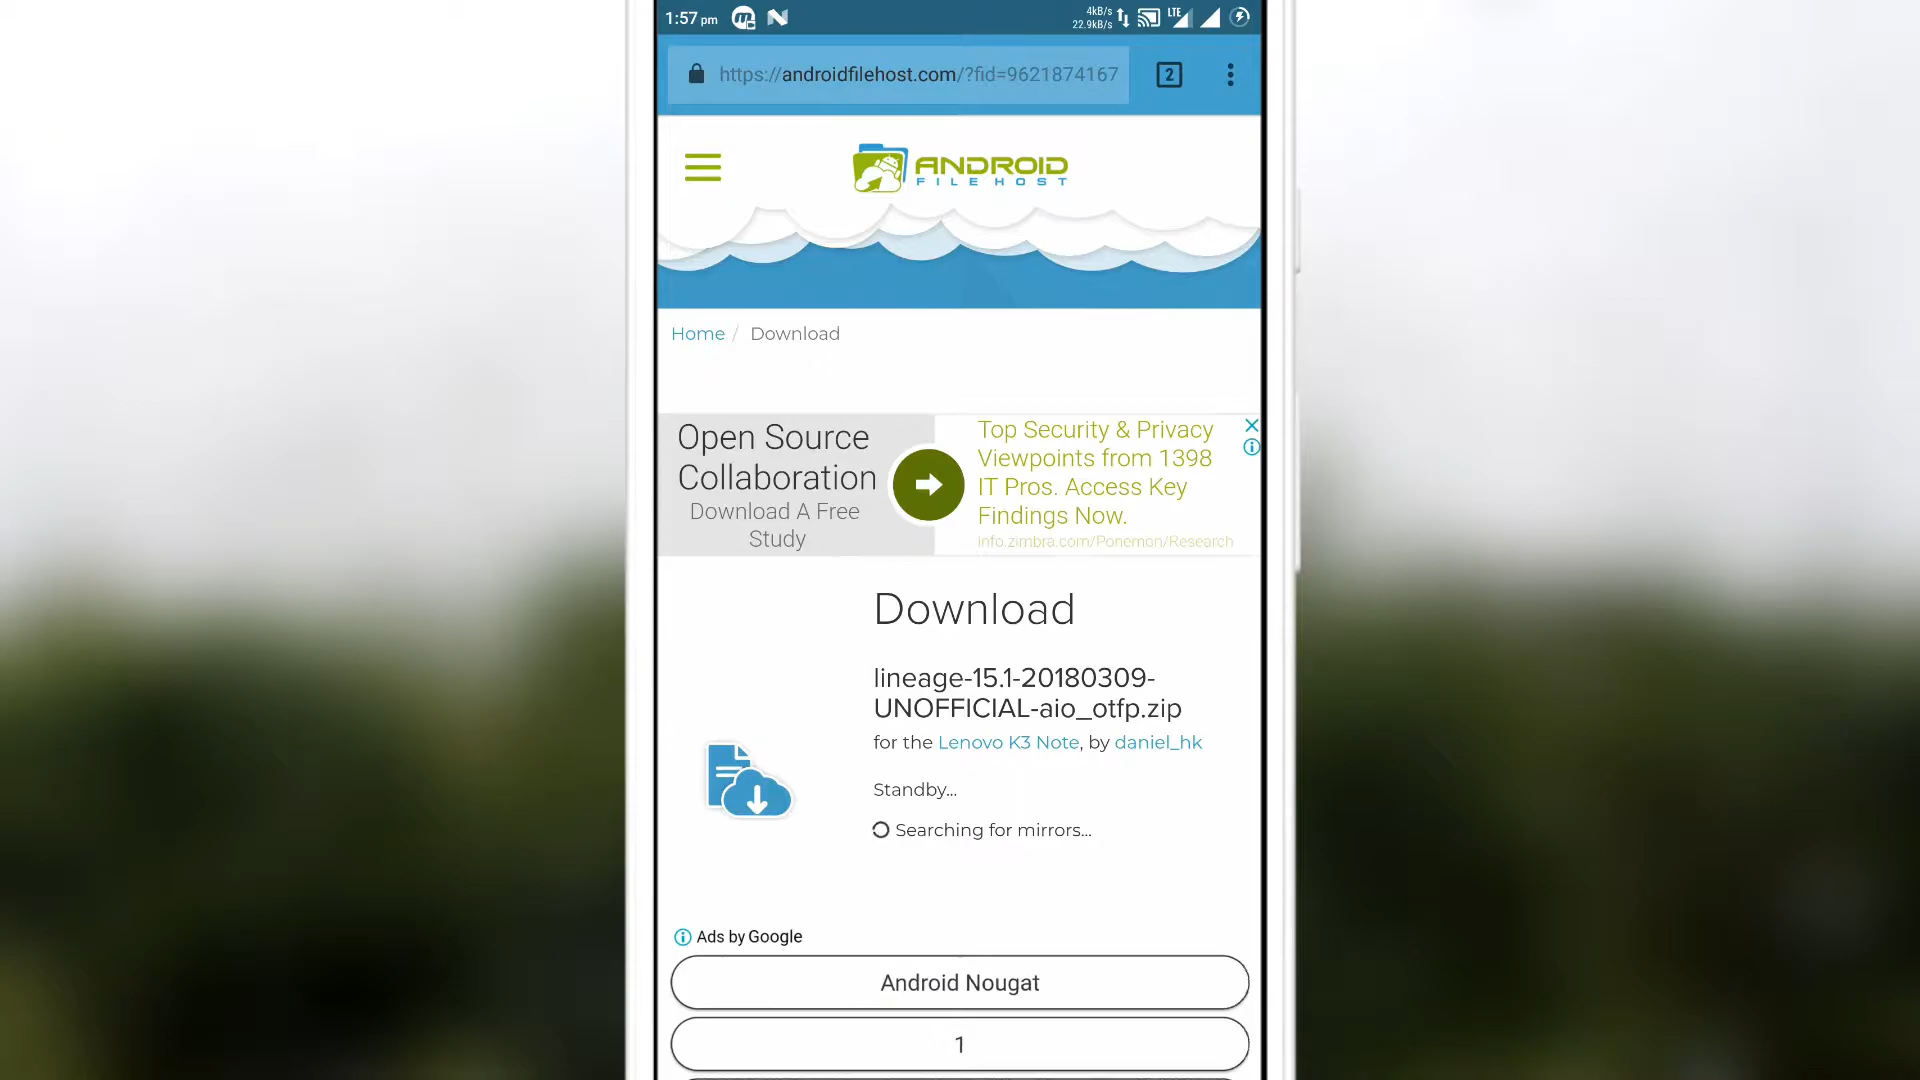 1:57 pm
4kB/s
22.9kB/s
LTE
https://androidfilehost.com/?fid=9621874167
2
ANDROID
FILE HOST
Home / Download
Open Source
Collaboration
Download A Free
Study
Top Security & Privacy
Viewpoints from 1398
IT Pros. Access Key
Findings Now.
info.zimbra.com/Ponemon/Research
Download
lineage-15.1-20180309-
UNOFFICIAL-aio_otfp.zip
for the Lenovo K3 Note, by daniel_hk
Standby...
Searching for mirrors...
Ads by Google
Android Nougat
1